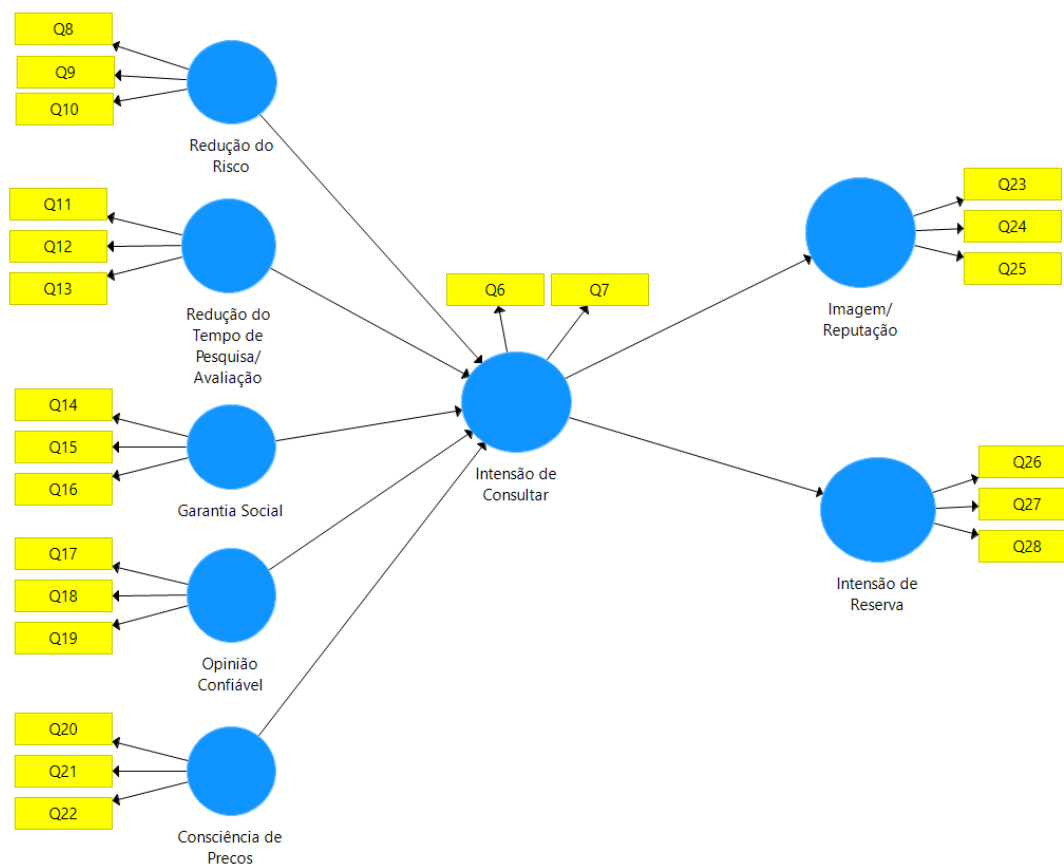 Q8
Q9
Q10
Redução do
Risco
Q11
Q12
Q13
Redução do
Tempo de
Pesquisa/
Avaliação
Q14
Q15
Q16
Garantia Social
Q17
Q18
Q19
Opinião
Confiável
Q20
Q21
Q22
Consciência de
Preços
Q6
Q7
Intensão de
Consultar
Q23
Q24
Q25
Imagem/
Reputação
Q26
Q27
Q28
Intensão de
Reserva